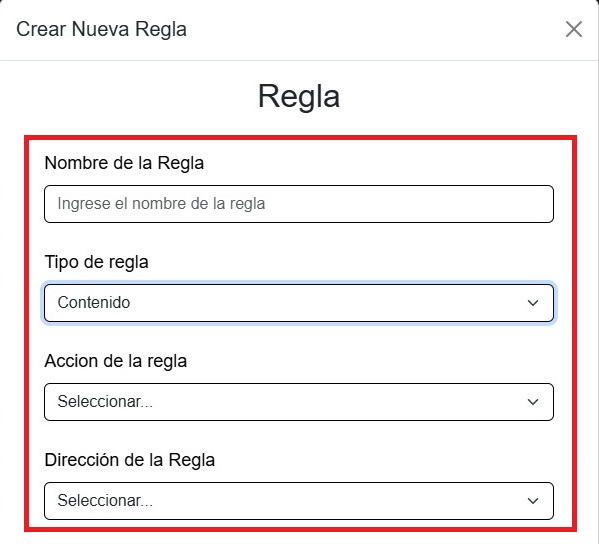 Crear Nueva Regla
Regla
Nombre de la Regla
Ingrese el nombre de la regla
Tipo de regla
Contenido
Accion de la regla
Seleccionar...
Dirección de la Regla
Seleccionar...